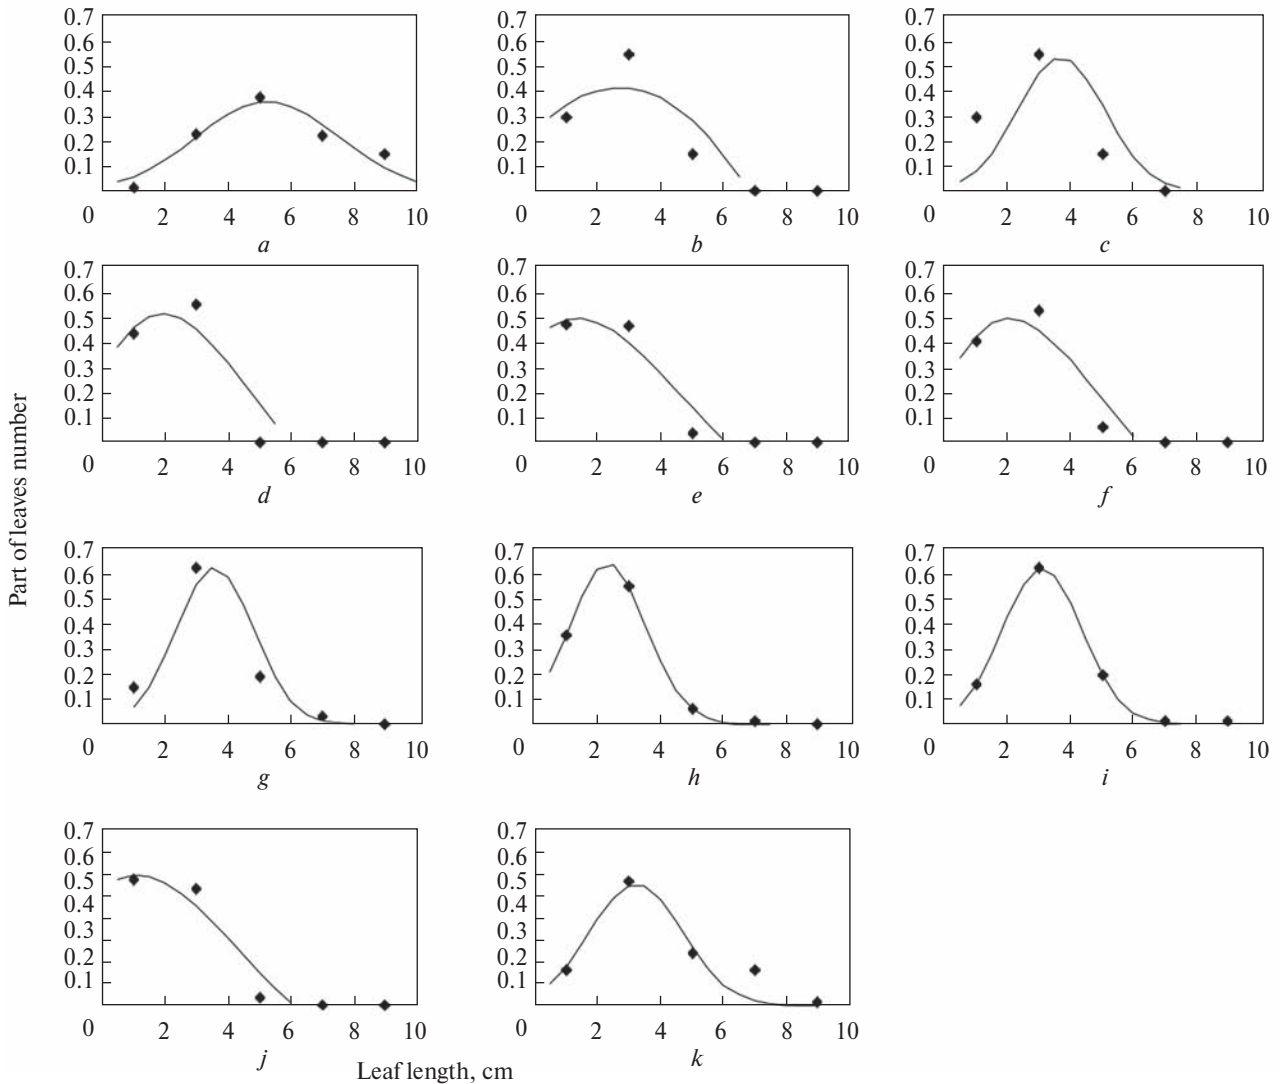 0.7 0.7 0.7
0.6 0.6 0.6
0.5 0.5 0.5
0.4 0.4 0.4
0.3 0.3 0.3
0.2 0.2 0.2
0.1 0.1 0.1
0 2 4 6 8 10 0 2 4 6 8 10 0 2 4 6 8 10
a b c
0.7 0.7 0.7
0.6 0.6 0.6
0.5 0.5 0.5
0.4 0.4 0.4
0.3 0.3 0.3
0.2 0.2 0.2
0.1 0.1 0.1
0 2 4 6 8 10 0 2 4 6 8 10 0 2 4 6 8 10
d e f
Part of leaves number
0.7 0.7 0.7
0.6 0.6 0.6
0.5 0.5 0.5
0.4 0.4 0.4
0.3 0.3 0.3
0.2 0.2 0.2
0.1 0.1 0.1
0 2 4 6 8 10 0 2 4 6 8 10 0 2 4 6 8 10
g h i
0.7 0.7
0.6 0.6
0.5 0.5
0.4 0.4
0.3 0.3
0.2 0.2
0.1 0.1
0 2 4 6 8 10 0 2 4 6 8 10
j k
Leaf length, cm